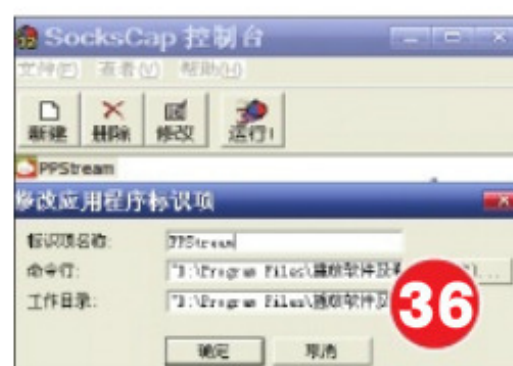 SocksCap 控制台
文件(F) 查看(V) 帮助(H)
新建 删除 修改 运行!
PPStream
修改应用程序标识项
标识项名称: PPStream
命令行: "D:\Program Files\播放软件及
工作目录: "D:\Program Files\播放软件及
36
确定 取消